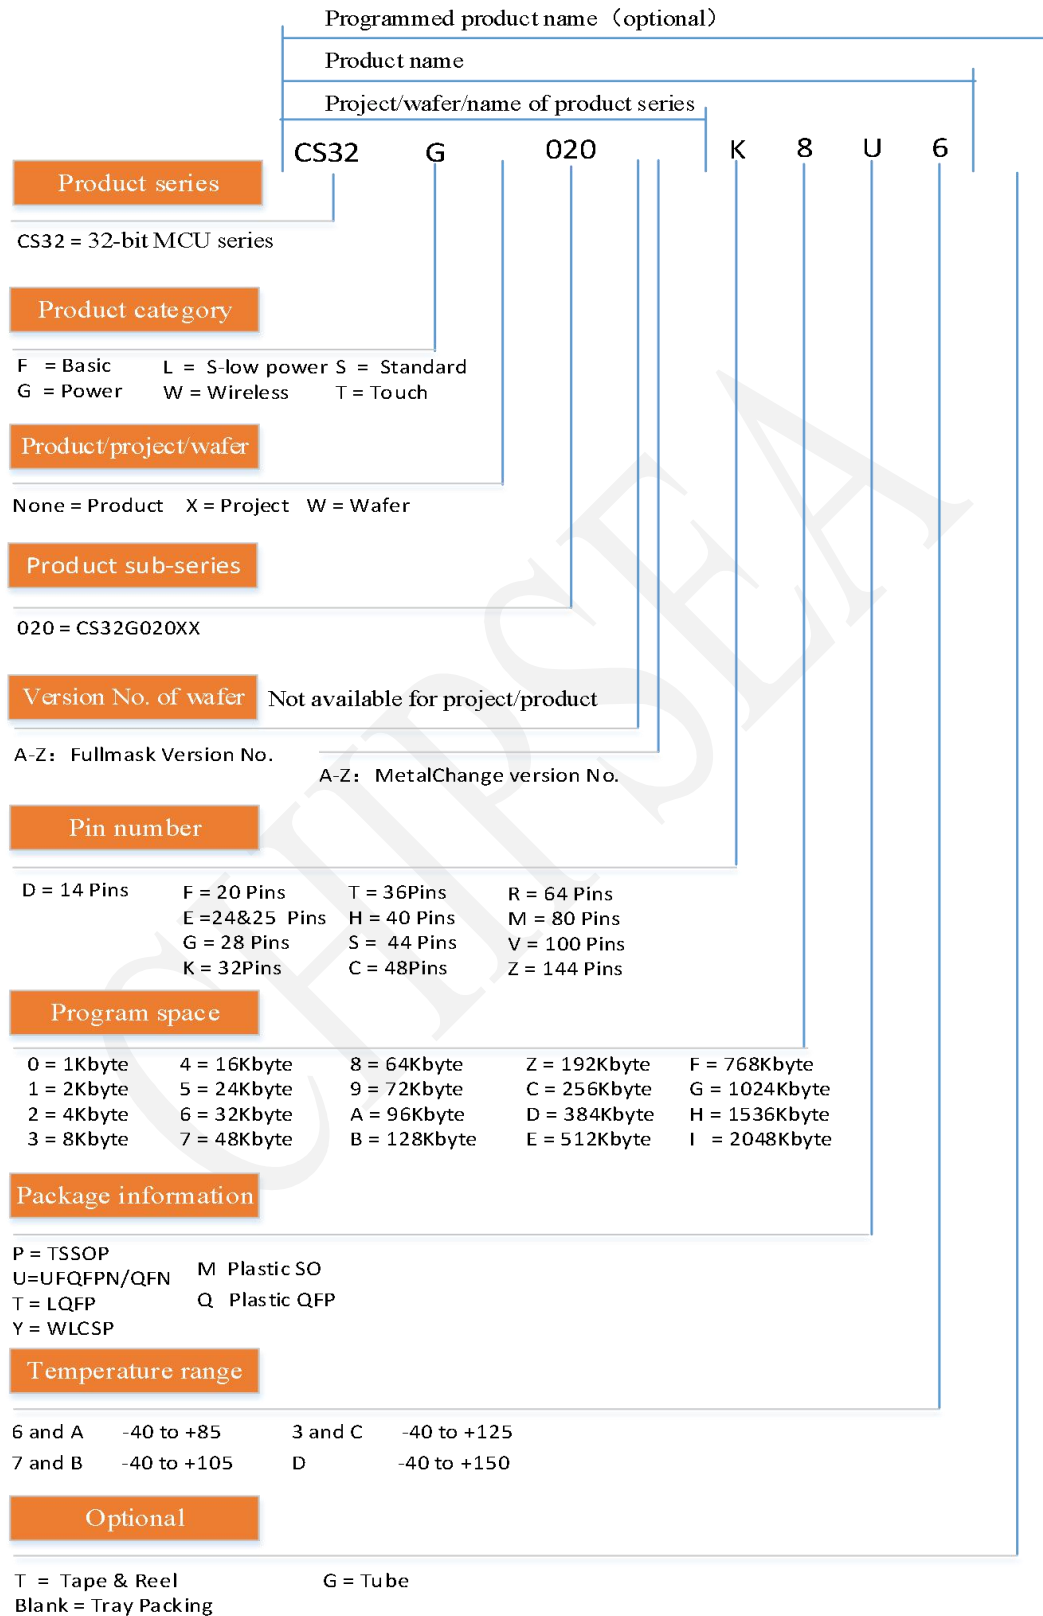 Programmed product name（optional）
Product name
Project/wafer/name of product series
CS32 G 020 K 8 U 6
Product series
CS32 = 32-bit MCU series
Product category
F = Basic L = S-low power S = Standard
G = Power W = Wireless T = Touch
Product/project/wafer
None = Product X = Project W = Wafer
Product sub-series
020 = CS32G020XX
Version No. of wafer Not available for project/product
A-Z： Fullmask Version No.
A-Z： MetalChange version No.
Pin number
D = 14 Pins F = 20 Pins T = 36Pins R = 64 Pins
E =24&25 Pins H = 40 Pins M = 80 Pins
G = 28 Pins S = 44 Pins V = 100 Pins
K = 32Pins C = 48Pins Z = 144 Pins
Program space
0 = 1Kbyte 4 = 16Kbyte 8 = 64Kbyte Z = 192Kbyte F = 768Kbyte
1 = 2Kbyte 5 = 24Kbyte 9 = 72Kbyte C = 256Kbyte G = 1024Kbyte
2 = 4Kbyte 6 = 32Kbyte A = 96Kbyte D = 384Kbyte H = 1536Kbyte
3 = 8Kbyte 7 = 48Kbyte B = 128Kbyte E = 512Kbyte I = 2048Kbyte
Package information
P = TSSOP
U=UFQFPN/QFN M Plastic SO
T = LQFP Q Plastic QFP
Y = WLCSP
Temperature range
6 and A -40 to +85 3 and C -40 to +125
7 and B -40 to +105 D -40 to +150
Optional
T = Tape & Reel G = Tube
Blank = Tray Packing
CHIPSEA